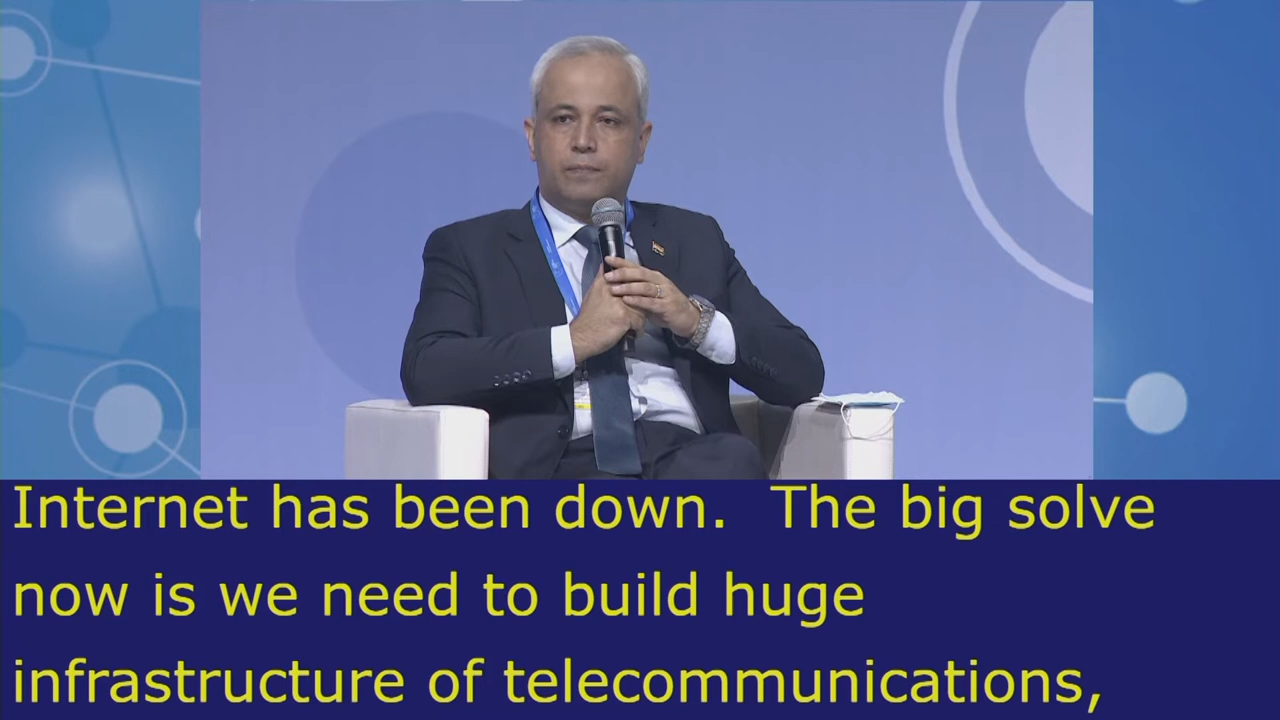 Internet has been down.  The big solve
now is we need to build huge
infrastructure of telecommunications,